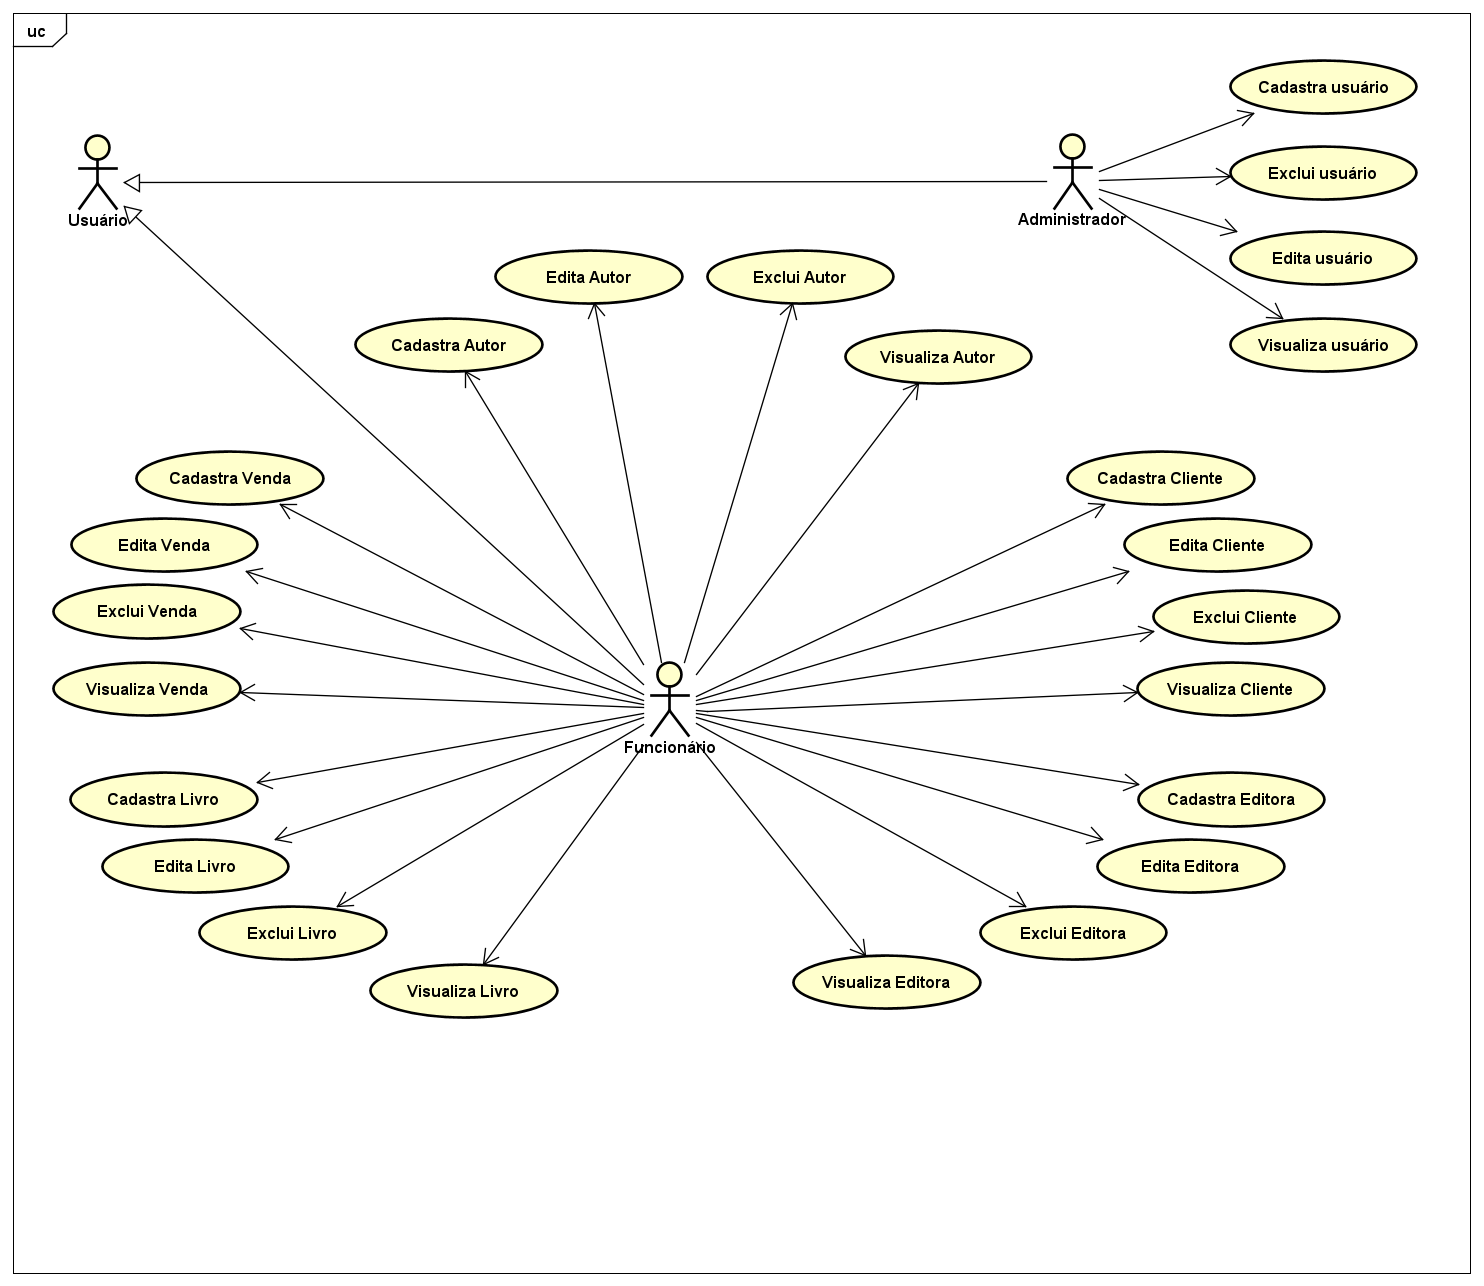 uc
Cadastra usuário
Exclui usuário
Usuário
Administrador
Edita usuário
Edita Autor
Exclui Autor
Cadastra Autor
Visualiza Autor
Visualiza usuário
Cadastra Venda
Cadastra Cliente
Edita Venda
Edita Cliente
Exclui Venda
Exclui Cliente
Visualiza Venda
Visualiza Cliente
Funcionário
Cadastra Livro
Cadastra Editora
Edita Livro
Edita Editora
Exclui Livro
Exclui Editora
Visualiza Livro
Visualiza Editora